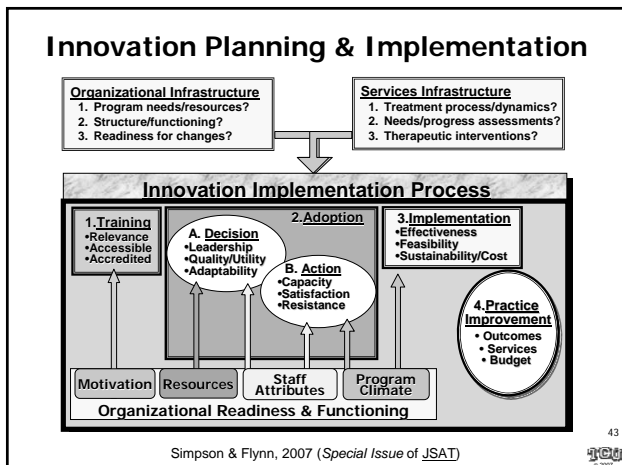 Innovation Planning & Implementation
Organizational Infrastructure
1. Program needs/resources?
2. Structure/functioning?
3. Readiness for changes?
Services Infrastructure
1. Treatment process/dynamics?
2. Needs/progress assessments?
3. Therapeutic interventions?
Innovation Implementation Process
1.Training
•Relevance
•Accessible
•Accredited
2.Adoption
A. Decision
•Leadership
•Quality/Utility
•Adaptability
B. Action
•Capacity
•Satisfaction
•Resistance
3.Implementation
•Effectiveness
•Feasibility
•Sustainability/Cost
4.Practice
Improvement
• Outcomes
• Services
• Budget
Motivation
Resources
Staff
Attributes
Program
Climate
Organizational Readiness & Functioning
43
Simpson & Flynn, 2007 (Special Issue of JSAT)
TCU
© 2007